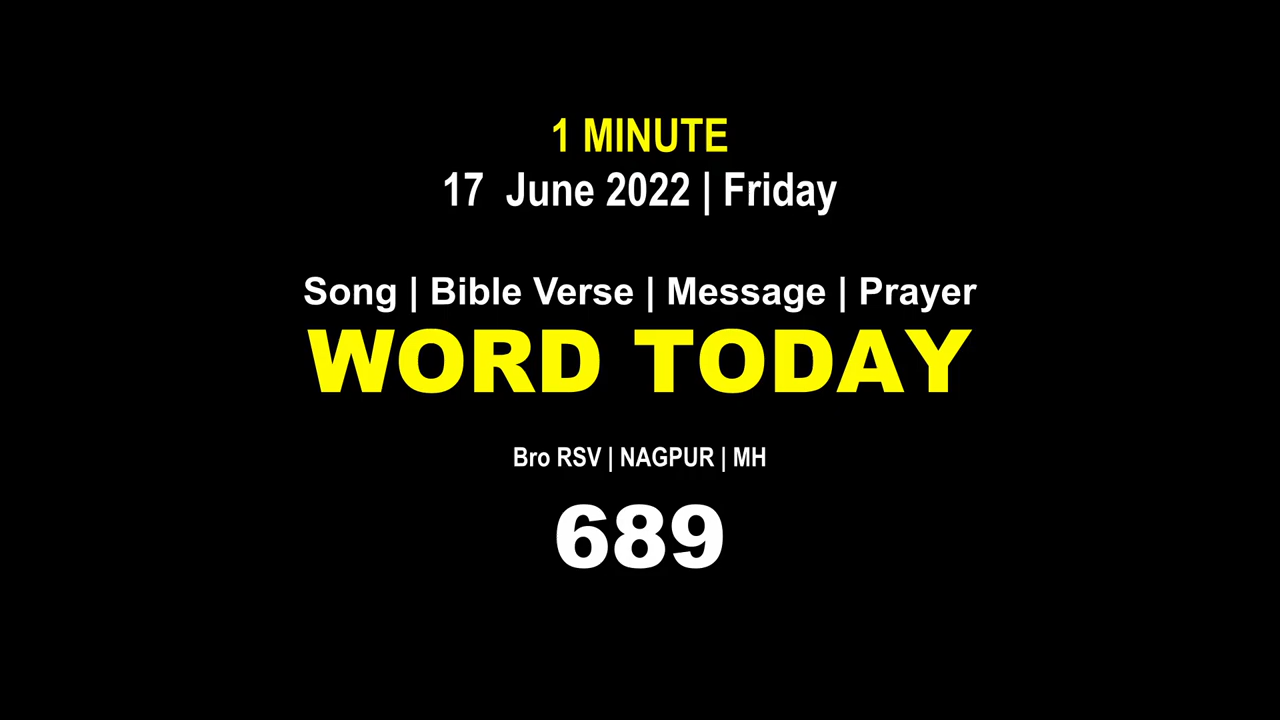 1 MINUTE
17 June 2022 | Friday
Song | Bible Verse | Message | Prayer
WORD TODAY
Bro RSV | NAGPUR | MH
689